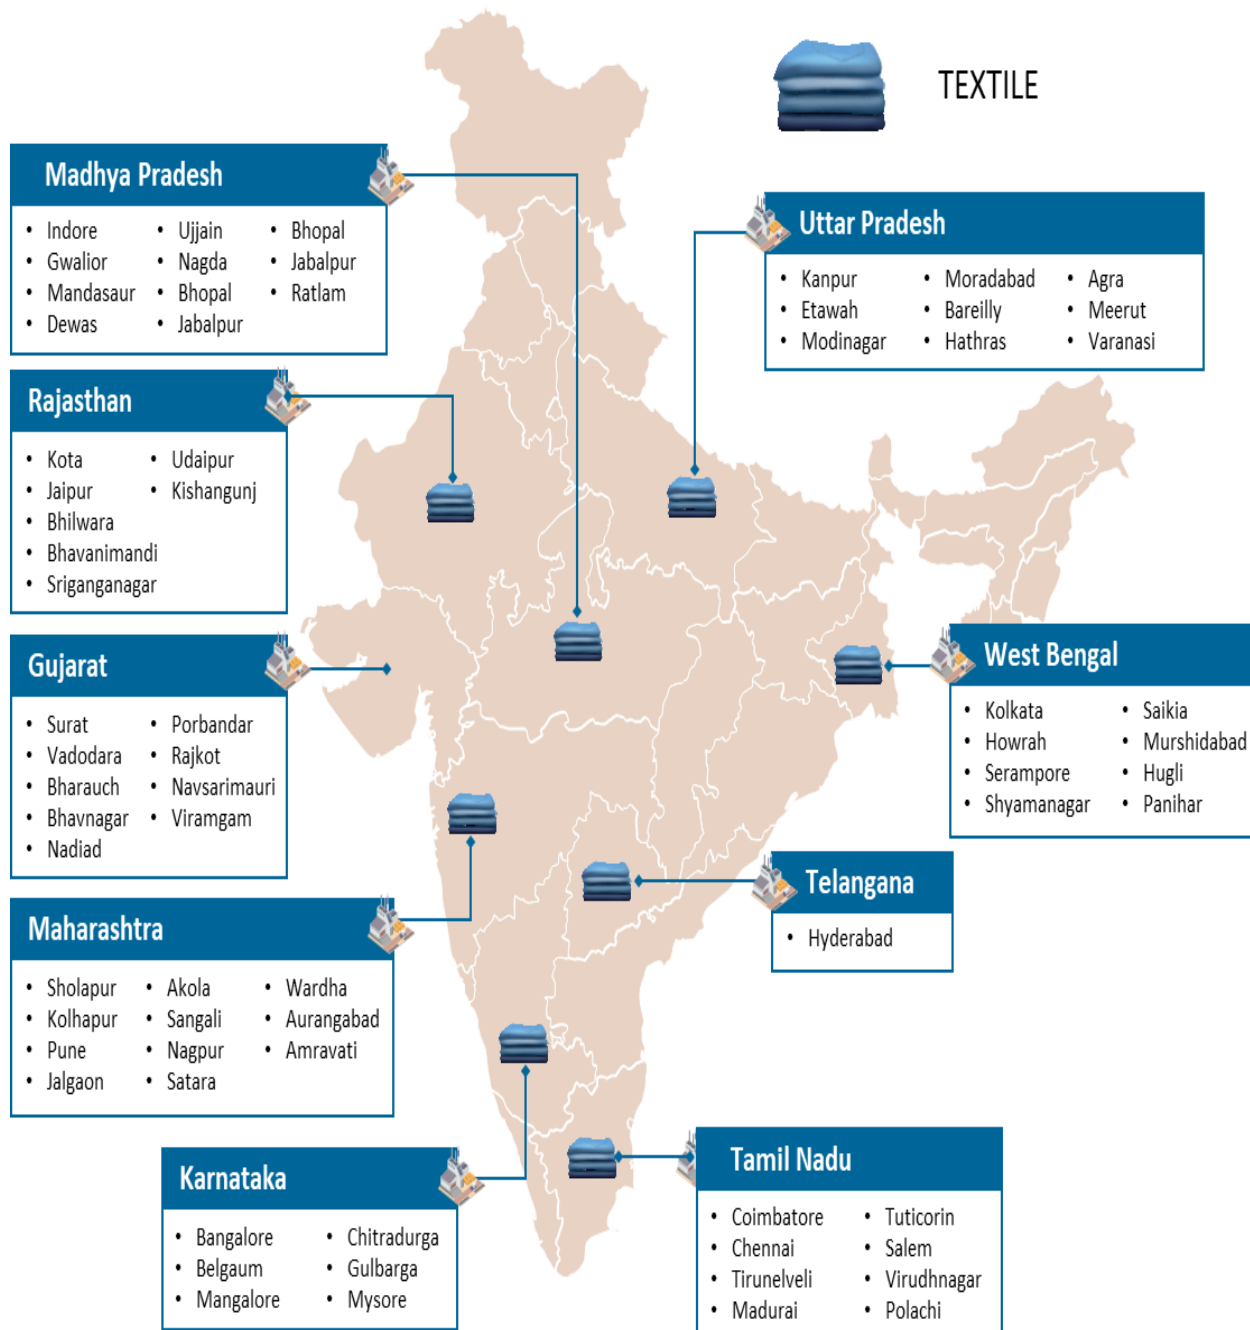 TEXTILE
Madhya Pradesh
• Indore
• Gwalior
• Mandasaur
• Dewas
• Ujjain
• Nagda
• Bhopal
• Jabalpur
• Bhopal
• Jabalpur
• Ratlam
Uttar Pradesh
• Kanpur
• Etawah
• Modinagar
• Moradabad
• Bareilly
• Hathras
• Agra
• Meerut
• Varanasi
Rajasthan
• Kota
• Jaipur
• Bhilwara
• Bhavanimandi
• Sriganganagar
• Udaipur
• Kishangunj
Gujarat
• Surat
• Vadodara
• Bharauch
• Bhavnagar
• Nadiad
• Porbandar
• Rajkot
• Navsarimauri
• Viramgam
West Bengal
• Kolkata
• Howrah
• Serampore
• Shyamanagar
• Saikia
• Murshidabad
• Hugli
• Panihar
Telangana
• Hyderabad
Maharashtra
• Sholapur
• Kolhapur
• Pune
• Jalgaon
• Akola
• Sangali
• Nagpur
• Satara
• Wardha
• Aurangabad
• Amravati
Karnataka
• Bangalore
• Belgaum
• Mangalore
• Chitradurga
• Gulbarga
• Mysore
Tamil Nadu
• Coimbatore
• Chennai
• Tirunelveli
• Madurai
• Tuticorin
• Salem
• Virudhnagar
• Polachi